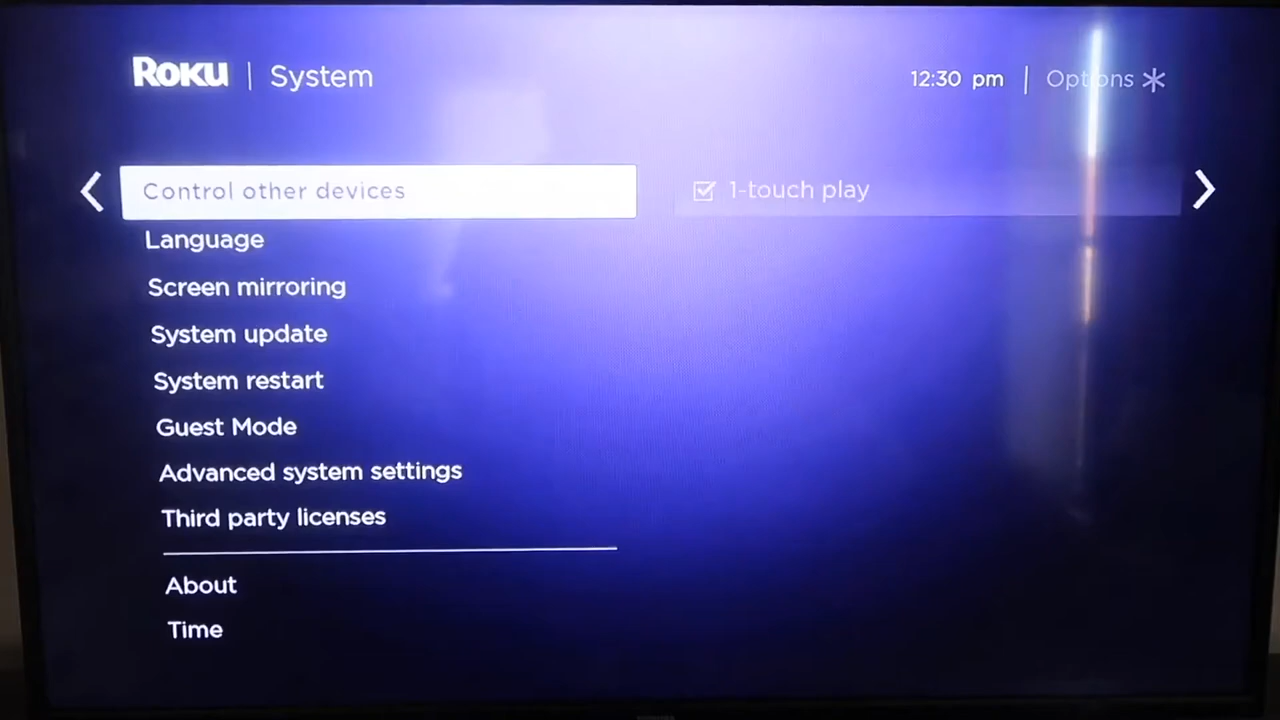 Roku | System
12:30 pm | Options
Control other devices
1-touch play
Language
Screen mirroring
System update
System restart
Guest Mode
Advanced system settings
Third party licenses
About
Time